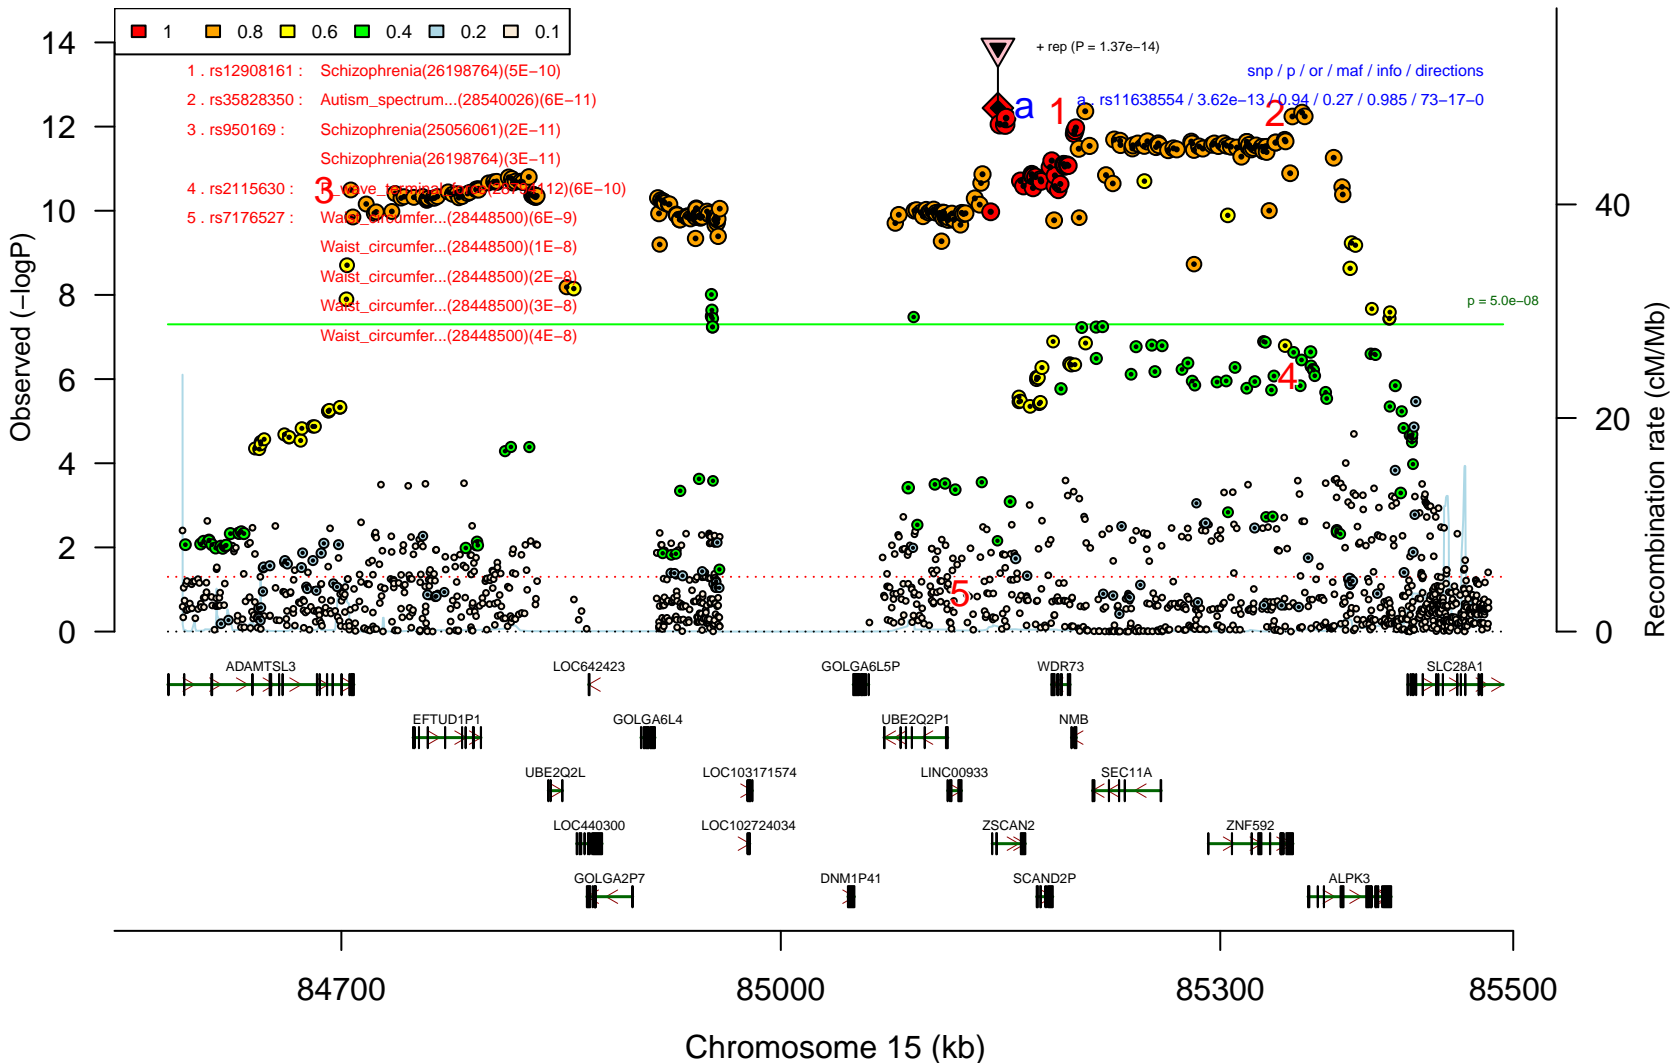 1 0.8 0.6 0.4 0.2 0.1
+ rep (P = 1.37e−14)
1 . rs12908161 : Schizophrenia(26198764)(5E−10)
snp / p / or / maf / info / directions
2 . rs35828350 : Autism_spectrum...(28540026)(6E−11)
a . rs11638554 / 3.62e−13 / 0.94 / 0.27 / 0.985 / 73−17−0
a
1
2
3 . rs950169 : Schizophrenia(25056061)(2E−11)
Schizophrenia(26198764)(3E−11)
3
4 . rs2115630 : (6E−10)
5 . rs7176527 : Waist_circumfer...(28448500)(6E−9)
Waist_circumfer...(28448500)(1E−8)
Waist_circumfer...(28448500)(2E−8)
Waist_circumfer...(28448500)(3E−8)
Waist_circumfer...(28448500)(4E−8)
p = 5.0e−08
4
5
14
12
10
8
6
4
2
0
Observed (−logP)
40
20
0
Recombination rate (cM/Mb)
ADAMTSL3 LOC642423 GOLGA6L5P WDR73 SLC28A1
EFTUD1P1 GOLGA6L4 UBE2Q2P1 NMB
UBE2Q2L LOC103171574 LINC00933 SEC11A
LOC440300 LOC102724034 ZSCAN2 ZNF592
GOLGA2P7 DNM1P41 SCAND2P ALPK3
84700 85000 85300 85500
Chromosome 15 (kb)